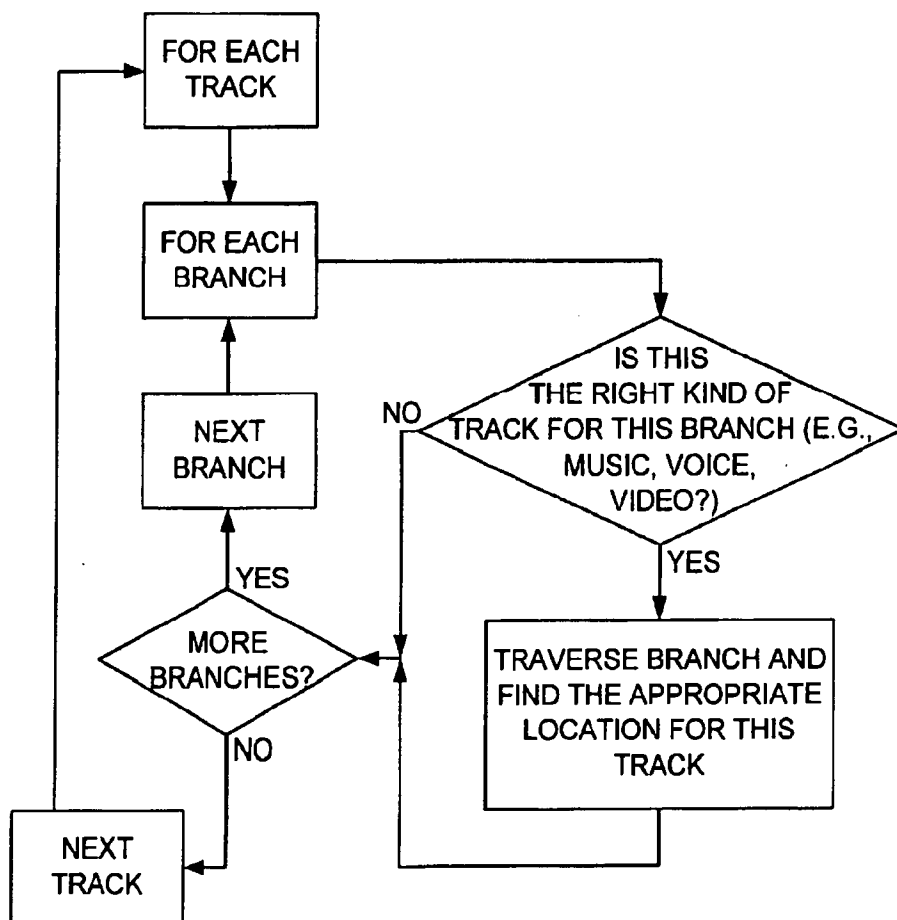 FOR EACH
TRACK
FOR EACH
BRANCH
IS THIS
THE RIGHT KIND OF
TRACK FOR THIS BRANCH (E.G.,
MUSIC, VOICE,
VIDEO?)
NO
YES
NEXT
BRANCH
YES
MORE
BRANCHES?
NO
TRAVERSE BRANCH AND
FIND THE APPROPRIATE
LOCATION FOR THIS
TRACK
NEXT
TRACK